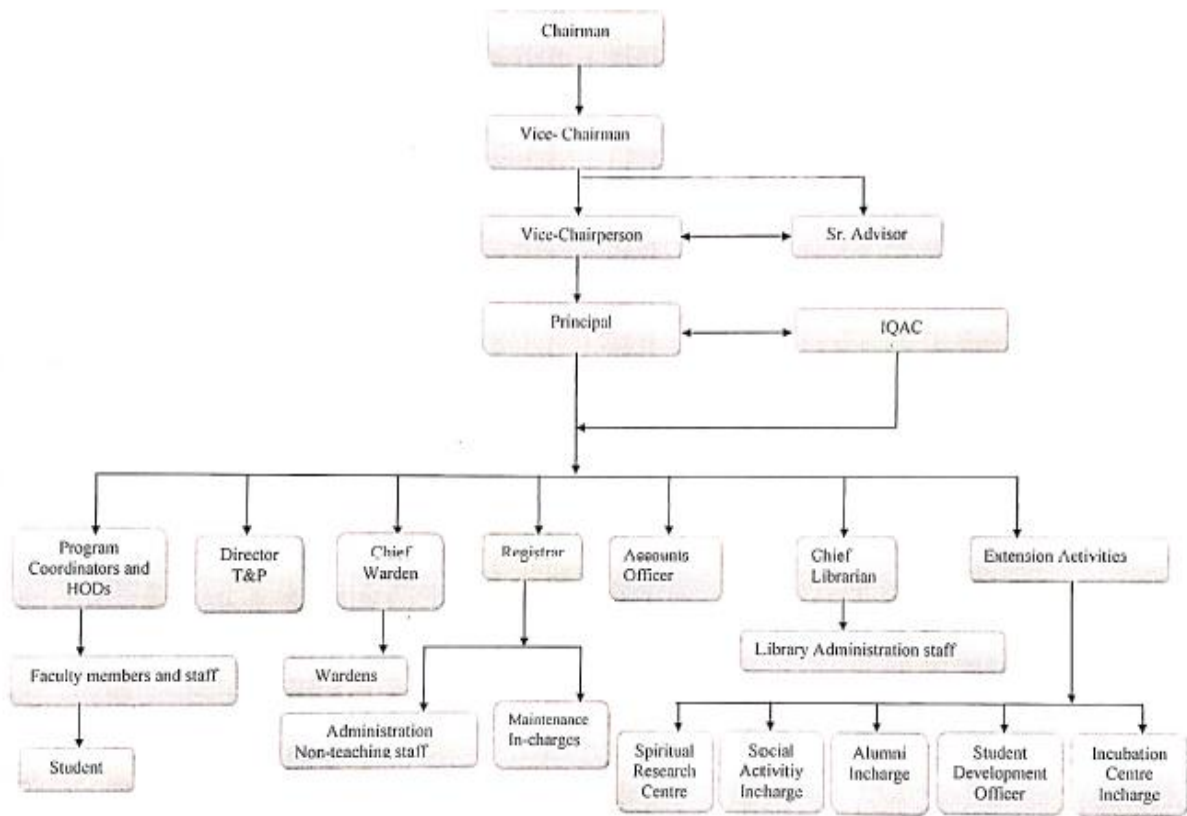 Chairman
Vice- Chairman
Vice-Chairperson
Sr. Advisor
Principal
IQAC
Program
Coordinators and
HODs
Director
T&P
Chief
Warden
Registrar
Accounts
Officer
Chief
Librarian
Extension Activities
Faculty members and staff
Wardens
Library Administration staff
Administration
Non-teaching staff
Maintenance
In-charges
Student
Spiritual
Research
Centre
Social
Activitiy
Incharge
Alumni
Incharge
Student
Development
Officer
Incubation
Centre
Incharge